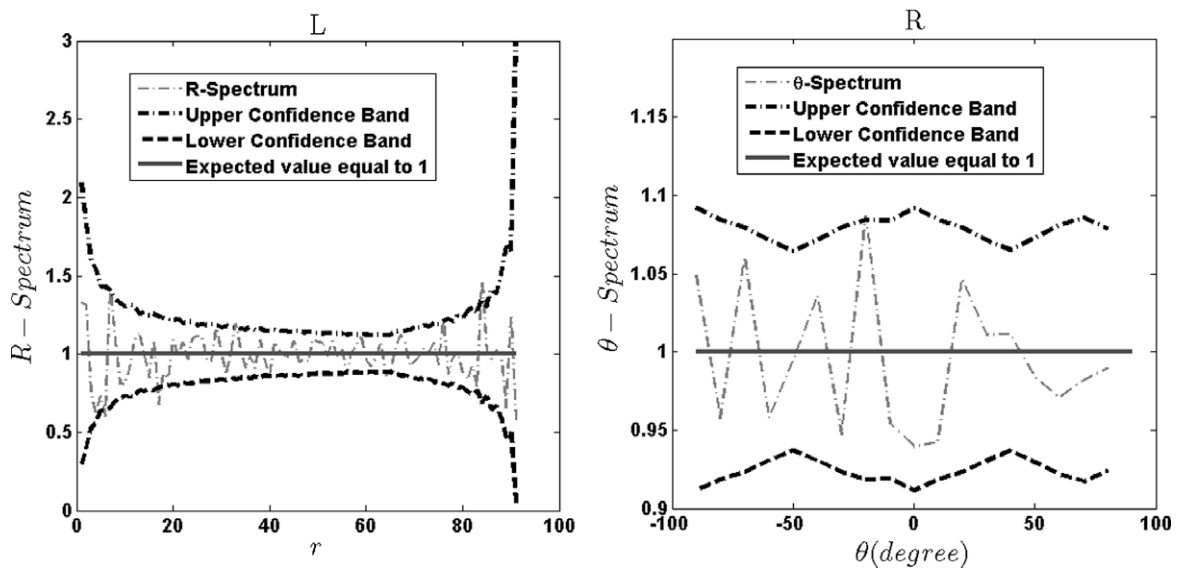 L
3
2.5
2
1.5
1
0.5
0
0 20 40 60 80 100
R − Spectrum
r
R-Spectrum
Upper Confidence Band
Lower Confidence Band
Expected value equal to 1
R
1.15
1.1
1.05
1
0.95
0.9
-100 -50 0 50 100
θ − Spectrum
θ(degree)
θ-Spectrum
Upper Confidence Band
Lower Confidence Band
Expected value equal to 1